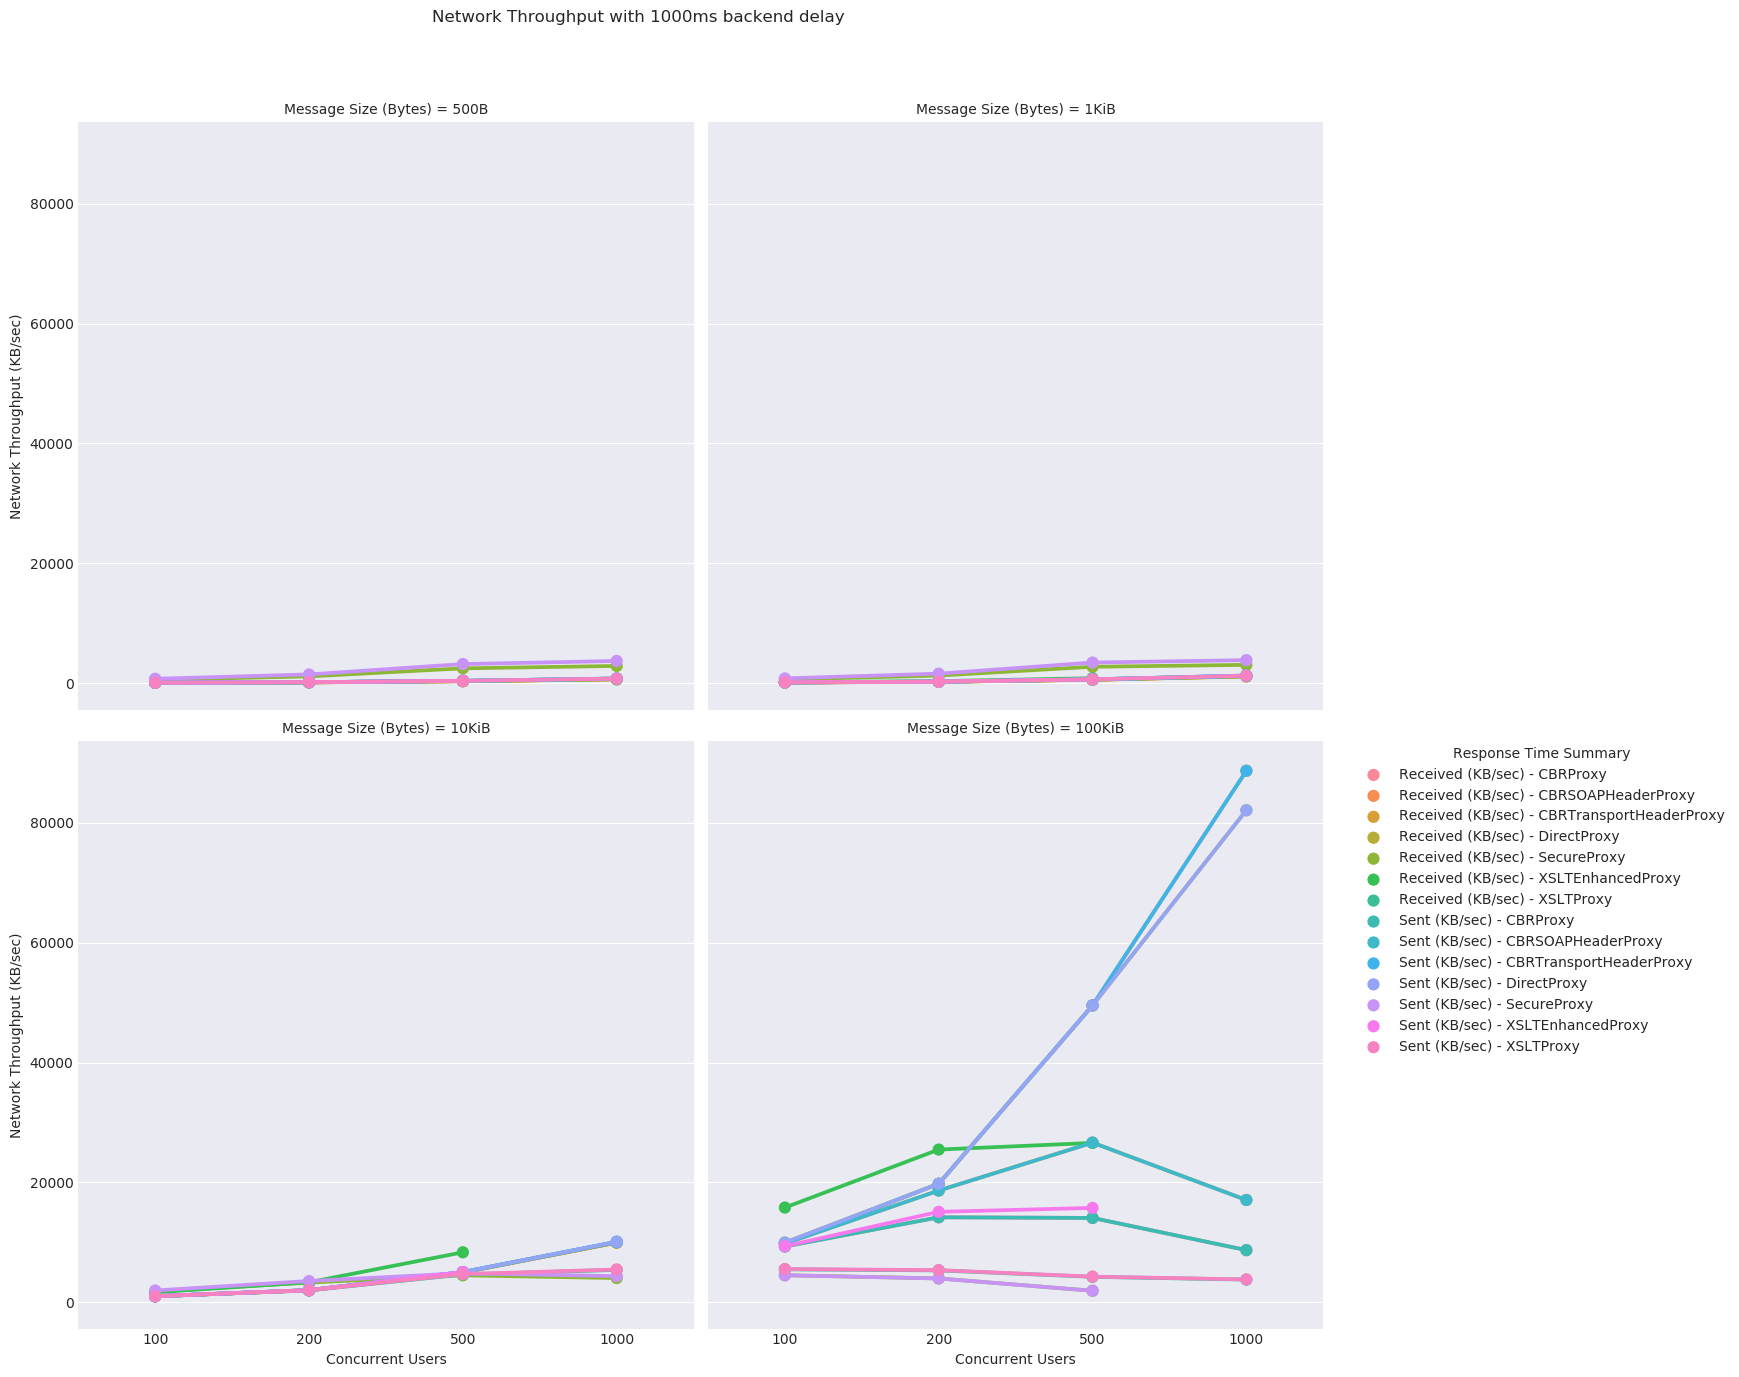 Network Throughput with 1000ms backend delay
Message Size (Bytes) = 500B
Message Size (Bytes) = 1KiB
Network Throughput (KB/sec)
80000
60000
40000
20000
0
Message Size (Bytes) = 10KiB
Message Size (Bytes) = 100KiB
Network Throughput (KB/sec)
80000
60000
40000
20000
0
100 200 500 1000
100 200 500 1000
Concurrent Users
Concurrent Users
Response Time Summary
Received (KB/sec) - CBRProxy
Received (KB/sec) - CBRSOAPHeaderProxy
Received (KB/sec) - CBRTransportHeaderProxy
Received (KB/sec) - DirectProxy
Received (KB/sec) - SecureProxy
Received (KB/sec) - XSLTEnhancedProxy
Received (KB/sec) - XSLTProxy
Sent (KB/sec) - CBRProxy
Sent (KB/sec) - CBRSOAPHeaderProxy
Sent (KB/sec) - CBRTransportHeaderProxy
Sent (KB/sec) - DirectProxy
Sent (KB/sec) - SecureProxy
Sent (KB/sec) - XSLTEnhancedProxy
Sent (KB/sec) - XSLTProxy